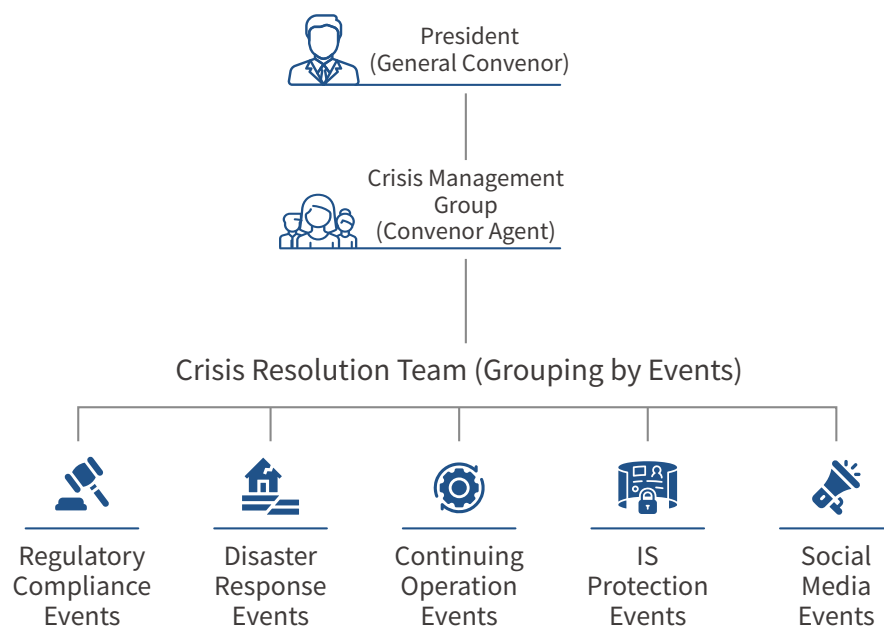 President
(General Convenor)
Crisis Management
Group
(Convenor Agent)
Crisis Resolution Team (Grouping by Events)
Regulatory
Compliance
Events
Disaster
Response
Events
Continuing
Operation
Events
IS
Protection
Events
Social
Media
Events